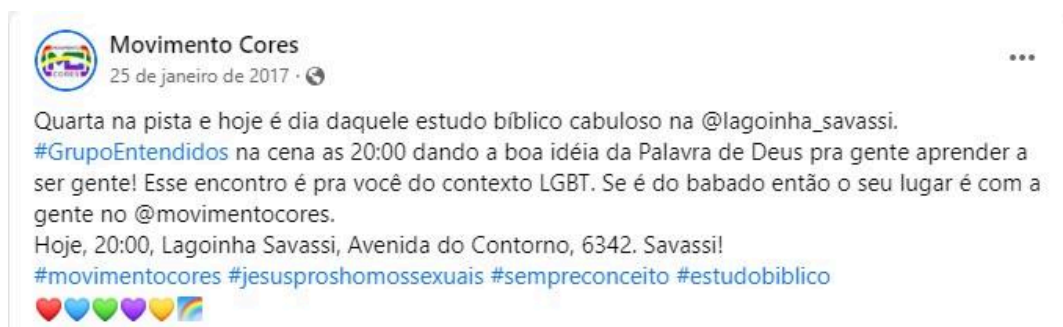 Movimento Cores
25 de janeiro de 2017 ·
Quarta na pista e hoje é dia daquele estudo bíblico cabuloso na @lagoinha_savassi.
#GrupoEntendidos na cena as 20:00 dando a boa idéia da Palavra de Deus pra gente aprender a
ser gente! Esse encontro é pra você do contexto LGBT. Se é do babado então o seu lugar é com a
gente no @movimentocores.
Hoje, 20:00, Lagoinha Savassi, Avenida do Contorno, 6342. Savassi!
#movimentocores #jesusproshomossexuais #sempreconceito #estudobiblico
❤️💙💚💜💛🌈